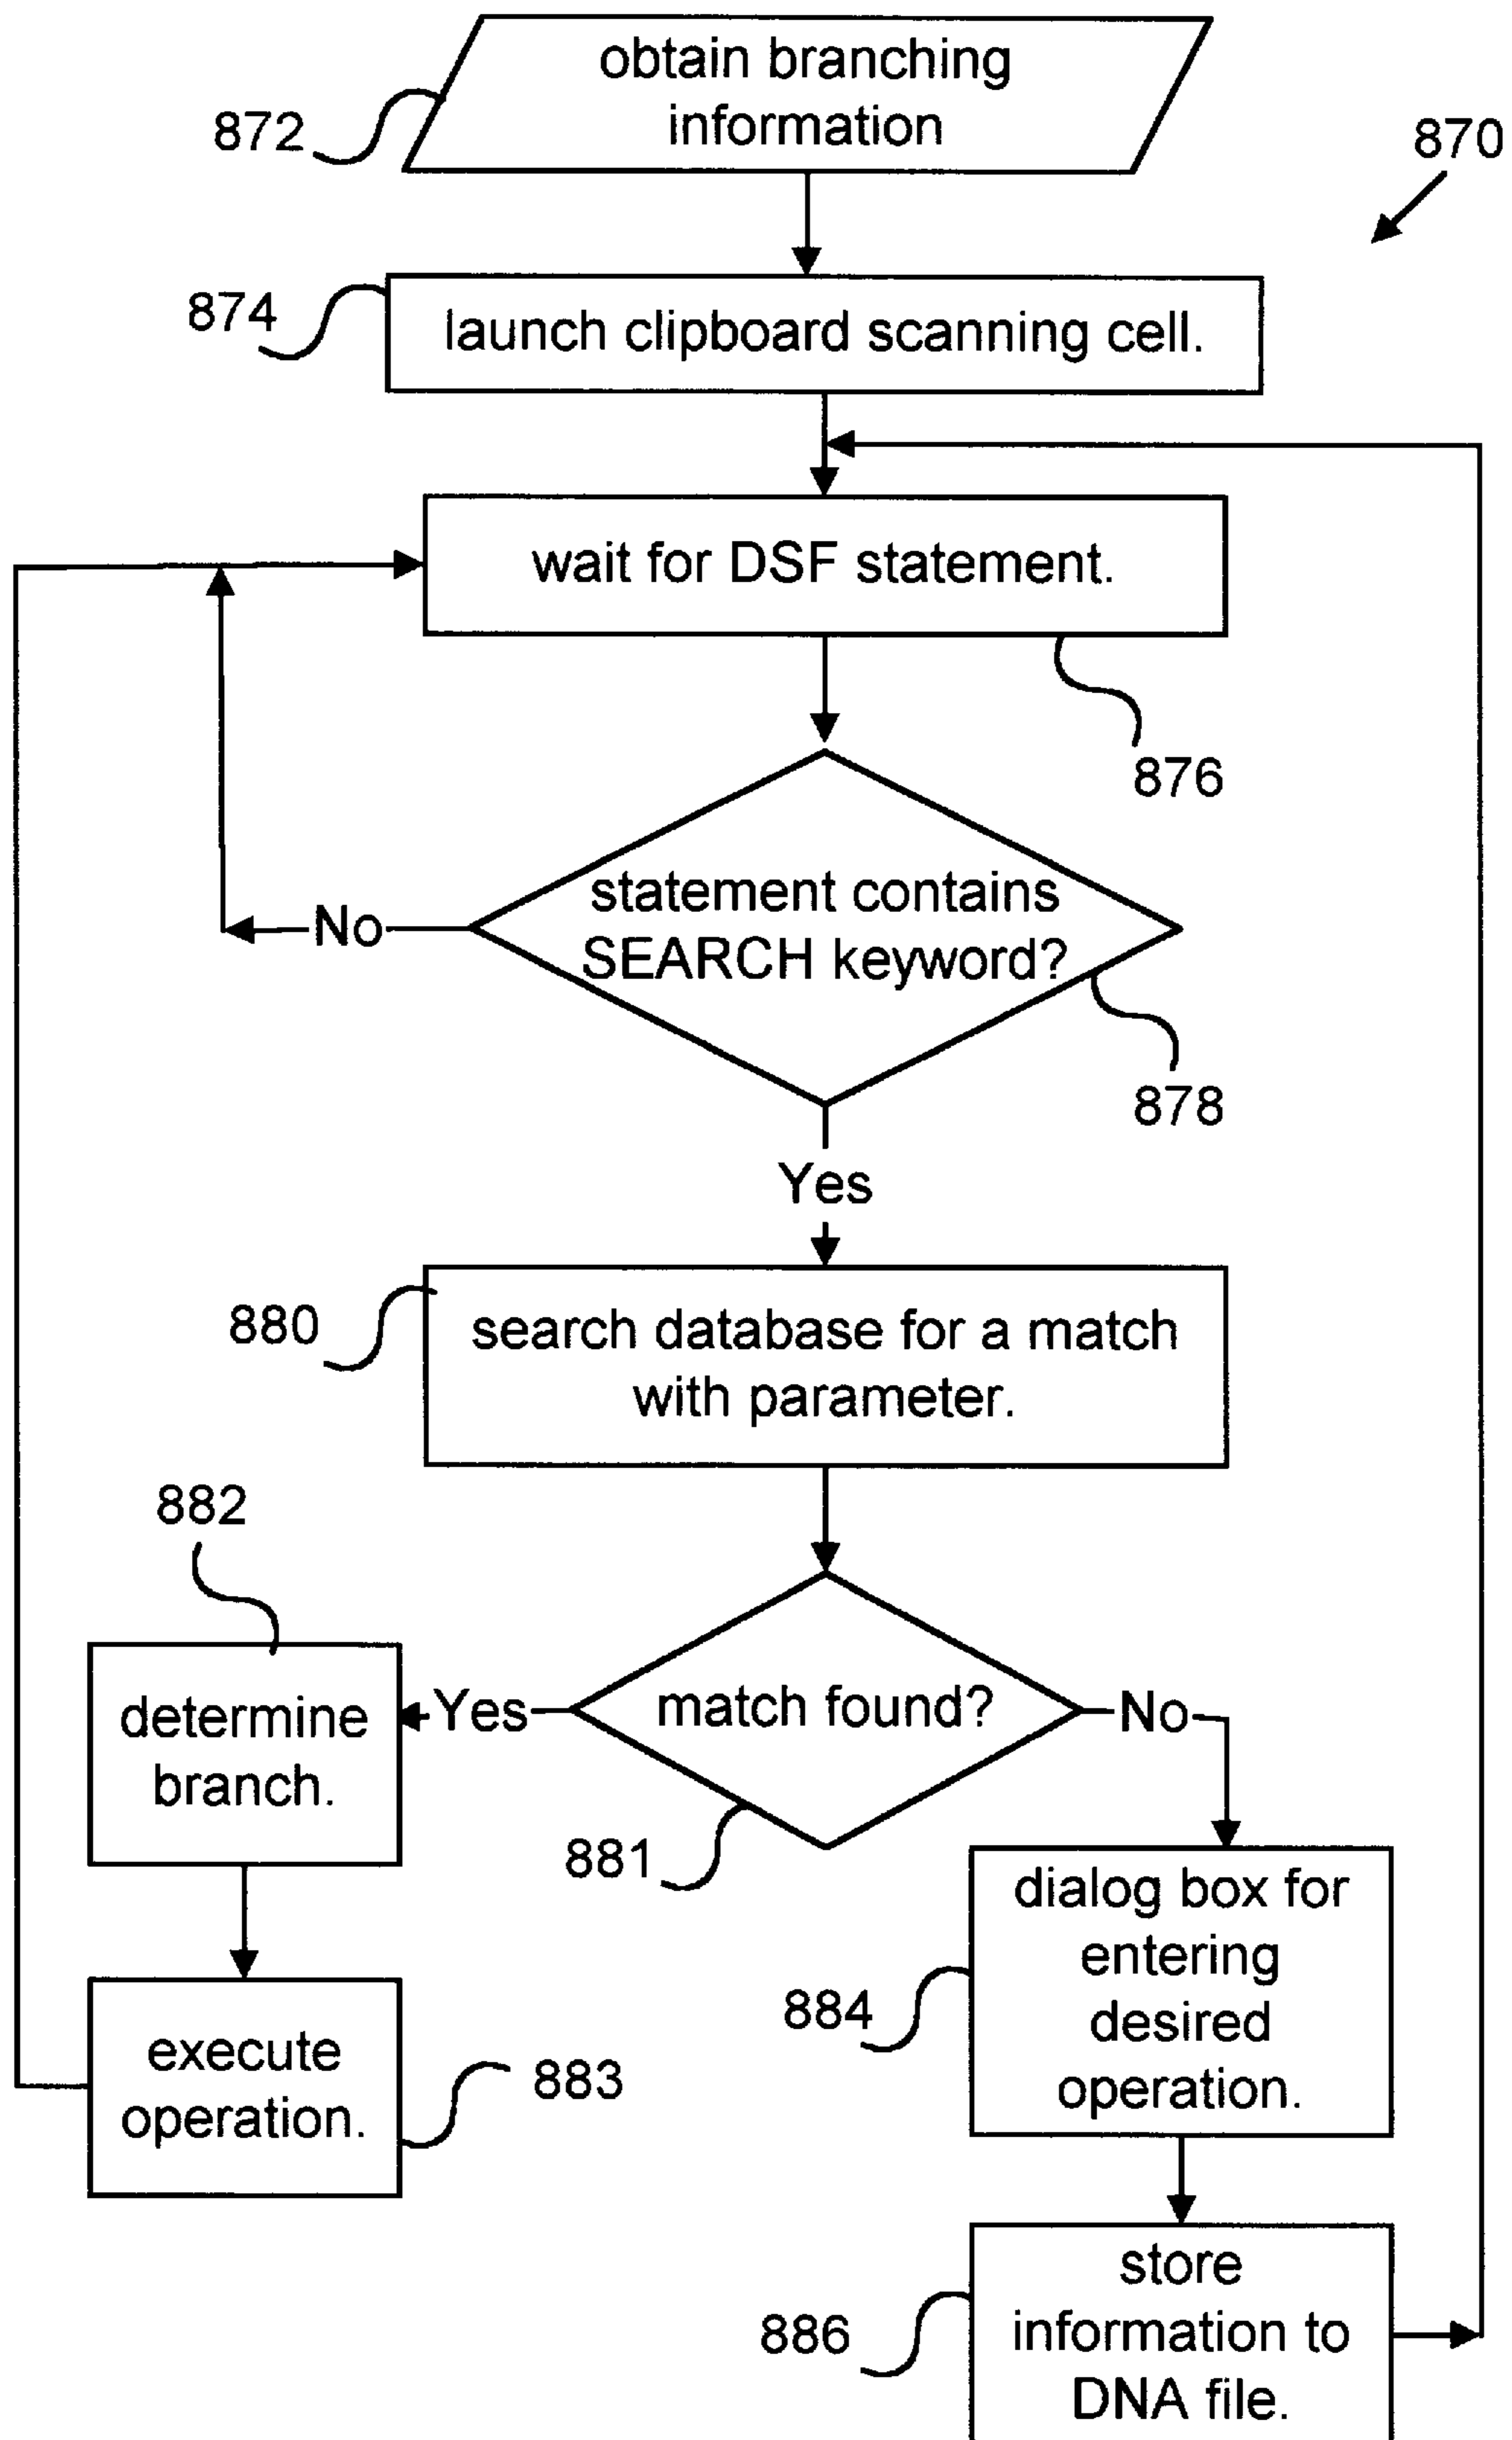 obtain branching
information
872
870
874
launch clipboard scanning cell.
wait for DSF statement.
876
statement contains
SEARCH keyword?
No
878
Yes
880
search database for a match
with parameter.
882
determine
branch.
Yes
match found?
No
881
dialog box for
entering
desired
operation.
884
execute
operation.
883
store
information to
DNA file.
886